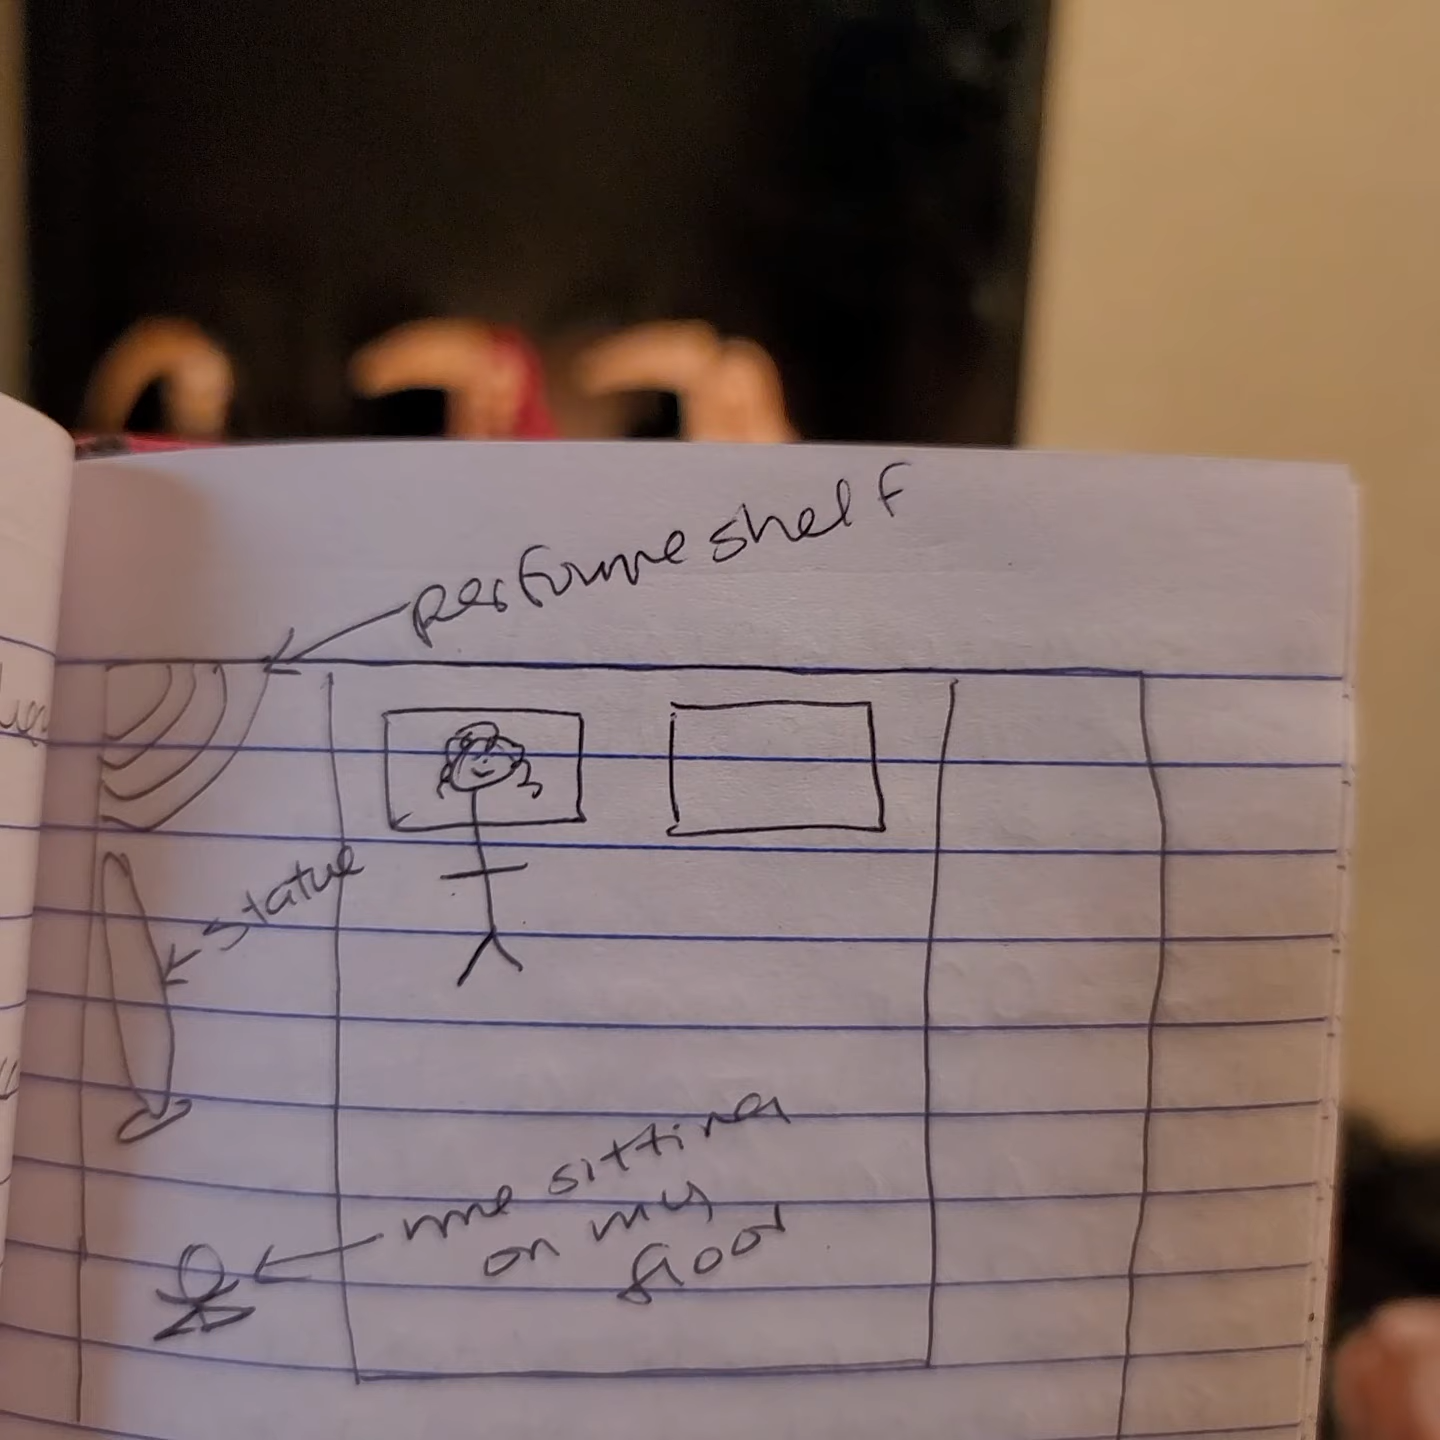 perfume shelf
statue
me sitting
on my
floor